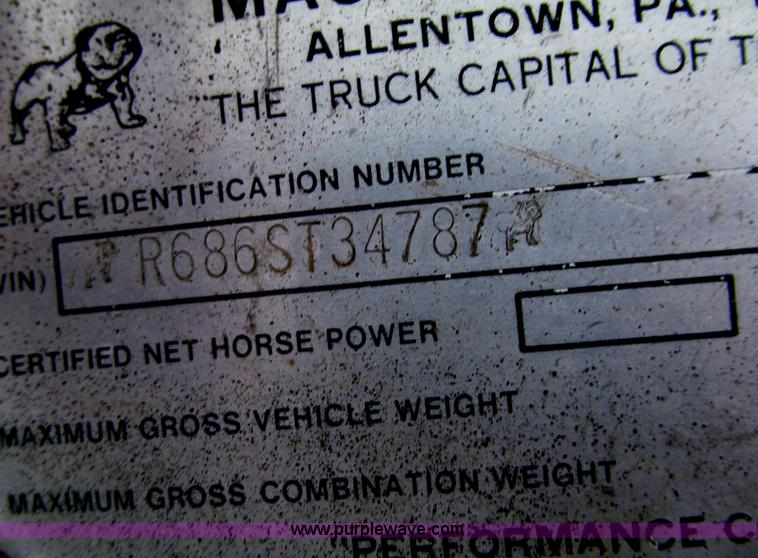 MAC
ALLENTOWN, PA.,
"THE TRUCK CAPITAL OF T
EHICLE IDENTIFICATION NUMBER
VIN) R686ST34787
CERTIFIED NET HORSE POWER
MAXIMUM GROSS VEHICLE WEIGHT
MAXIMUM GROSS COMBINATION WEIGHT
www.purplewave.com
"PERFORMANCE C